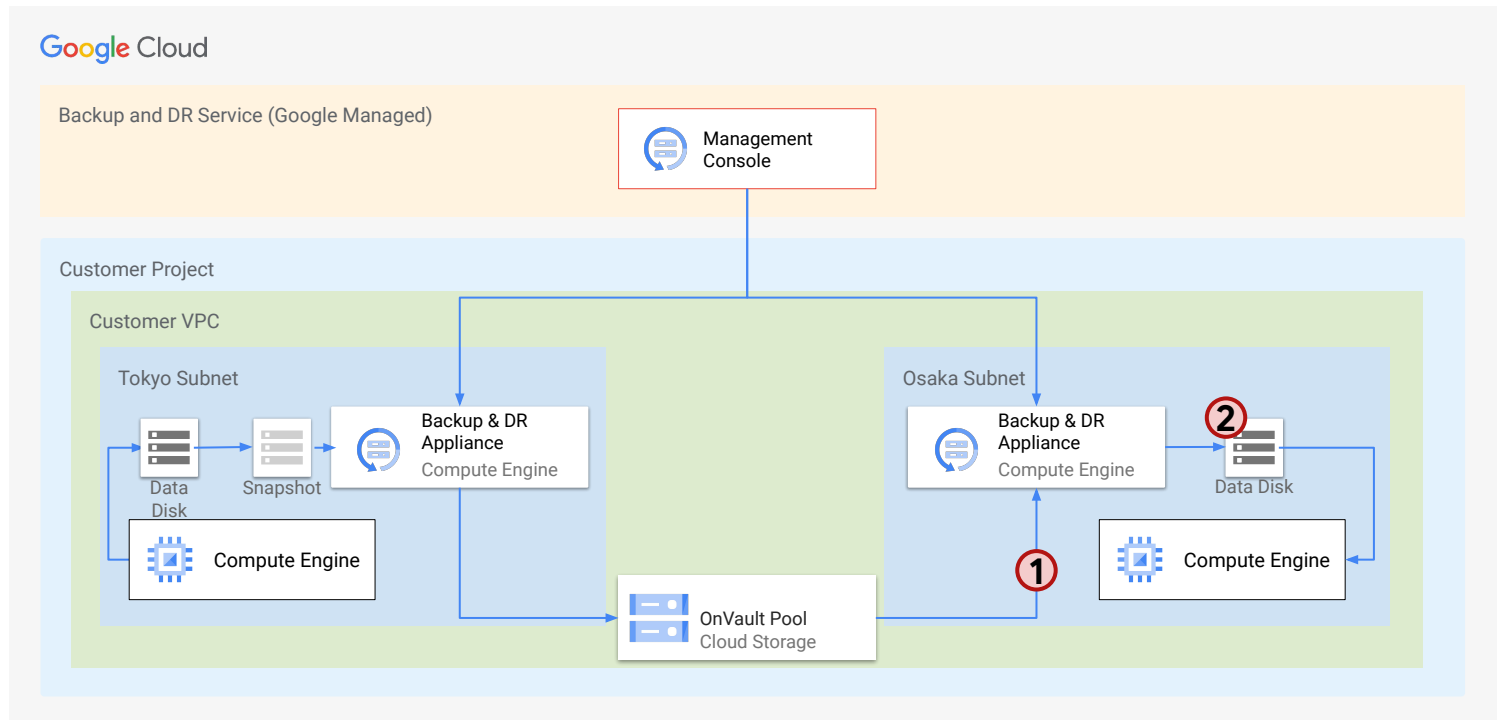 Google Cloud
Backup and DR Service (Google Managed)
Management
Console
Customer Project
Customer VPC
Tokyo Subnet
Data
Disk
Snapshot
Backup & DR
Appliance
Compute Engine
Compute Engine
OnVault Pool
Cloud Storage
Osaka Subnet
Backup & DR
Appliance
Compute Engine
2
Data Disk
1
Compute Engine